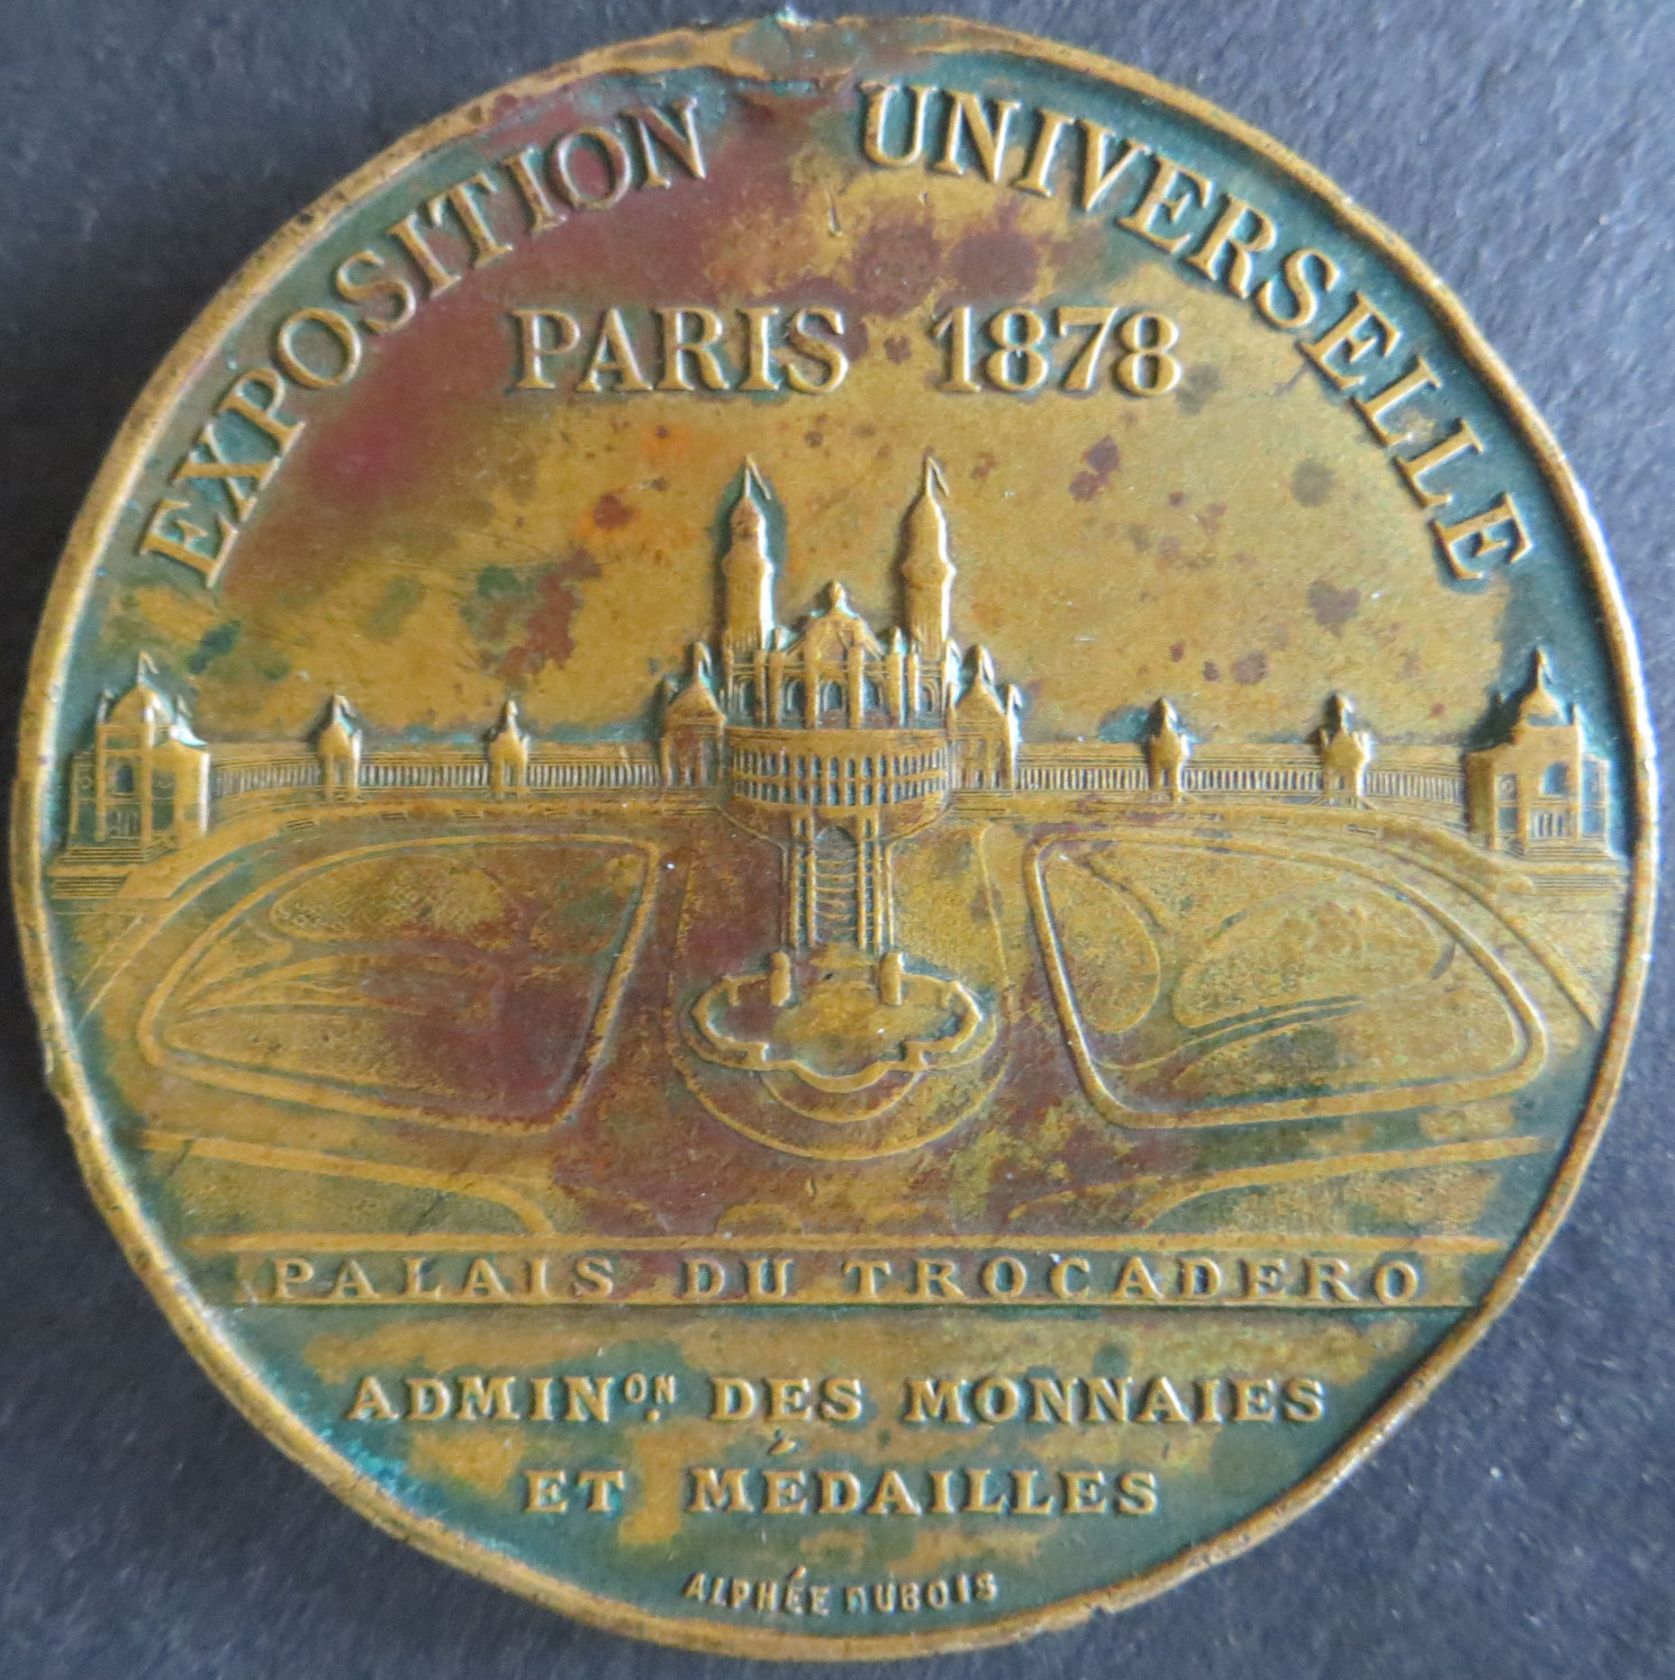 EXPOSITION UNIVERSELLE
PARIS 1878
PALAIS DU TROCADERO
ADMINON. DES MONNAIES
ET MÉDAILLES
ALPHÉE DUBOIS